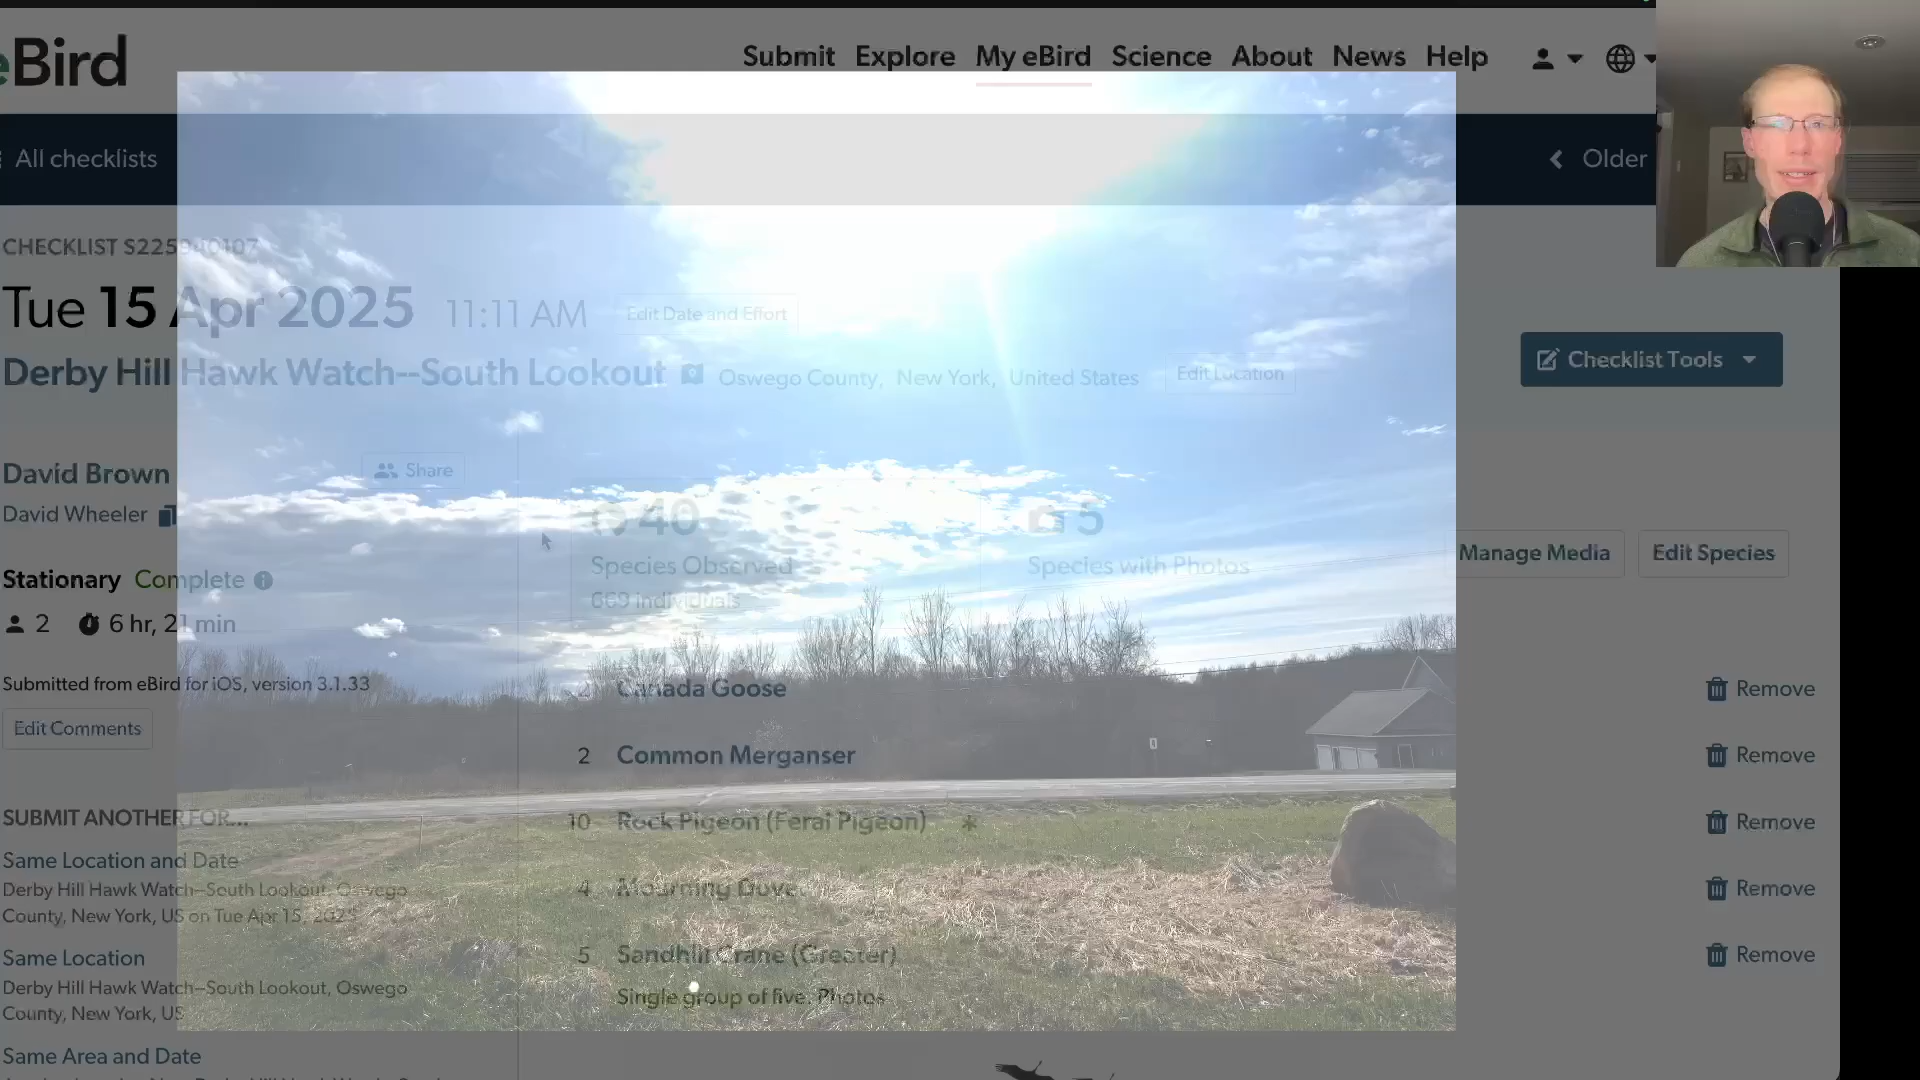 eBird
Submit Explore My eBird Science About News Help
All checklists
Older
CHECKLIST
Tue 15 Apr 2025 11:11 AM Edit Date and Effort
Derby Hill Hawk Watch--South Lookout Oswego County, New York, United States Edit Location
Checklist Tools
David Brown
Share
David Wheeler
40
5
Species Observed
Species with Photos
Manage Media
Edit Species
669 individuals
Stationary Complete
2 6 hr, 21 min
Submitted from eBird for iOS, version 3.1.33
Edit Comments
Canada Goose Remove
2 Common Merganser Remove
10 Rock Pigeon (Feral Pigeon) * Remove
4 Mourning Dove Remove
5 Sandhill Crane (Greater) Remove
Single group of five. Photos
SUBMIT ANOTHER FOR...
Same Location and Date
Derby Hill Hawk Watch--South Lookout, Oswego
County, New York, US on Tue Apr 15, 2025
Same Location
Derby Hill Hawk Watch--South Lookout, Oswego
County, New York, US
Same Area and Date